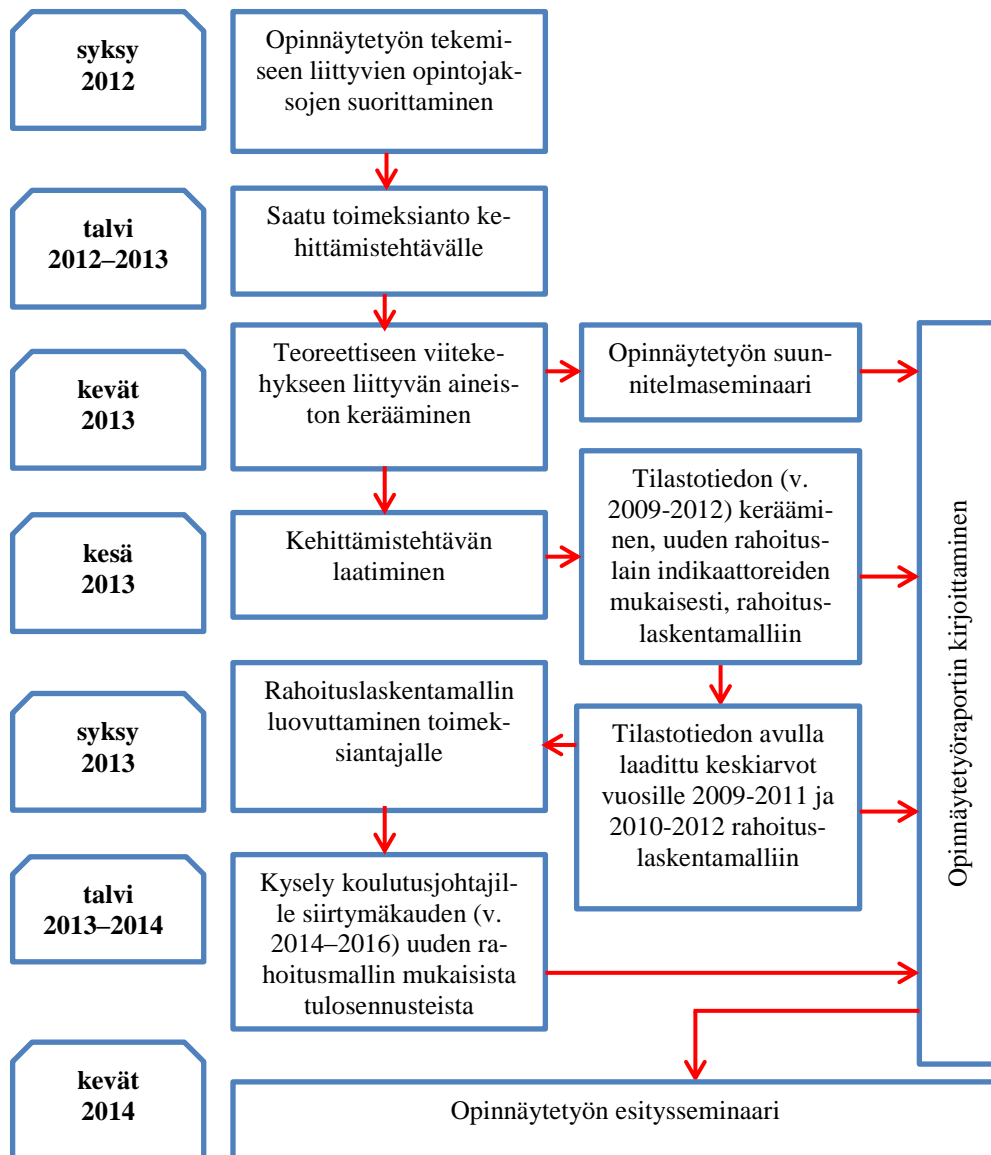 syksy
2012
Opinnäytetyön tekemi-
seen liittyvien opintojak-
sojen suorittaminen
talvi
2012–2013
Saatu toimeksianto ke-
hittämistehtävälle
kevät
2013
Teoreettiseen viiteke-
hykseen liittyvän aineis-
ton kerääminen
Opinnäytetyön suun-
nitelmaseminaari
kesä
2013
Kehittämistehtävän
laatiminen
Tilastotiedon (v.
2009-2012) keräämi-
nen, uuden rahoitus-
lain indikaattoreiden
mukaisesti, rahoitus-
laskentamalliin
syksy
2013
Rahoituslaskentamallin
luovuttaminen toimek-
siantajalle
Tilastotiedon avulla
laadittu keskiarvot
vuosille 2009-2011 ja
2010-2012 rahoitus-
laskentamalliin
talvi
2013–2014
Kysely koulutusjohtajil-
le siirtymäkauden (v.
2014–2016) uuden ra-
hoitusmallin mukaisista
tulosennusteista
Opinnäytetyöraportin kirjoittaminen
kevät
2014
Opinnäytetyön esitysseminaari